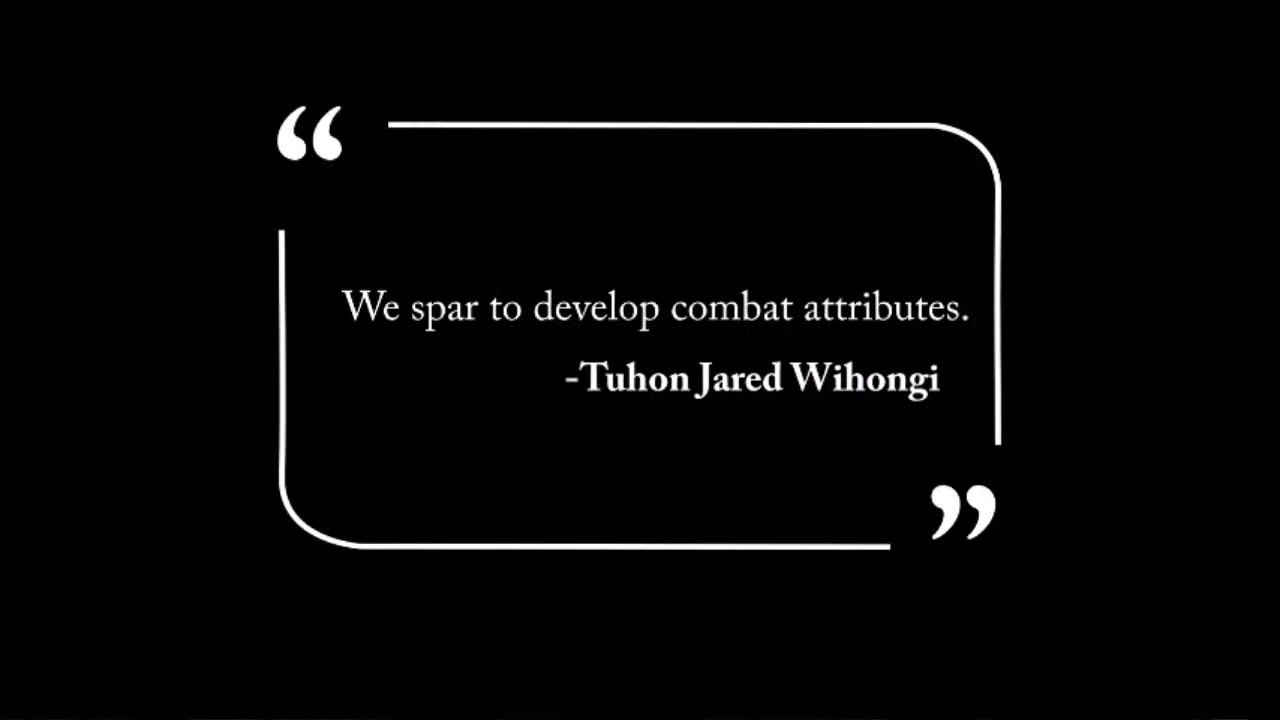 “
We spar to develop combat attributes.
-Tuhon Jared Wihongi
”